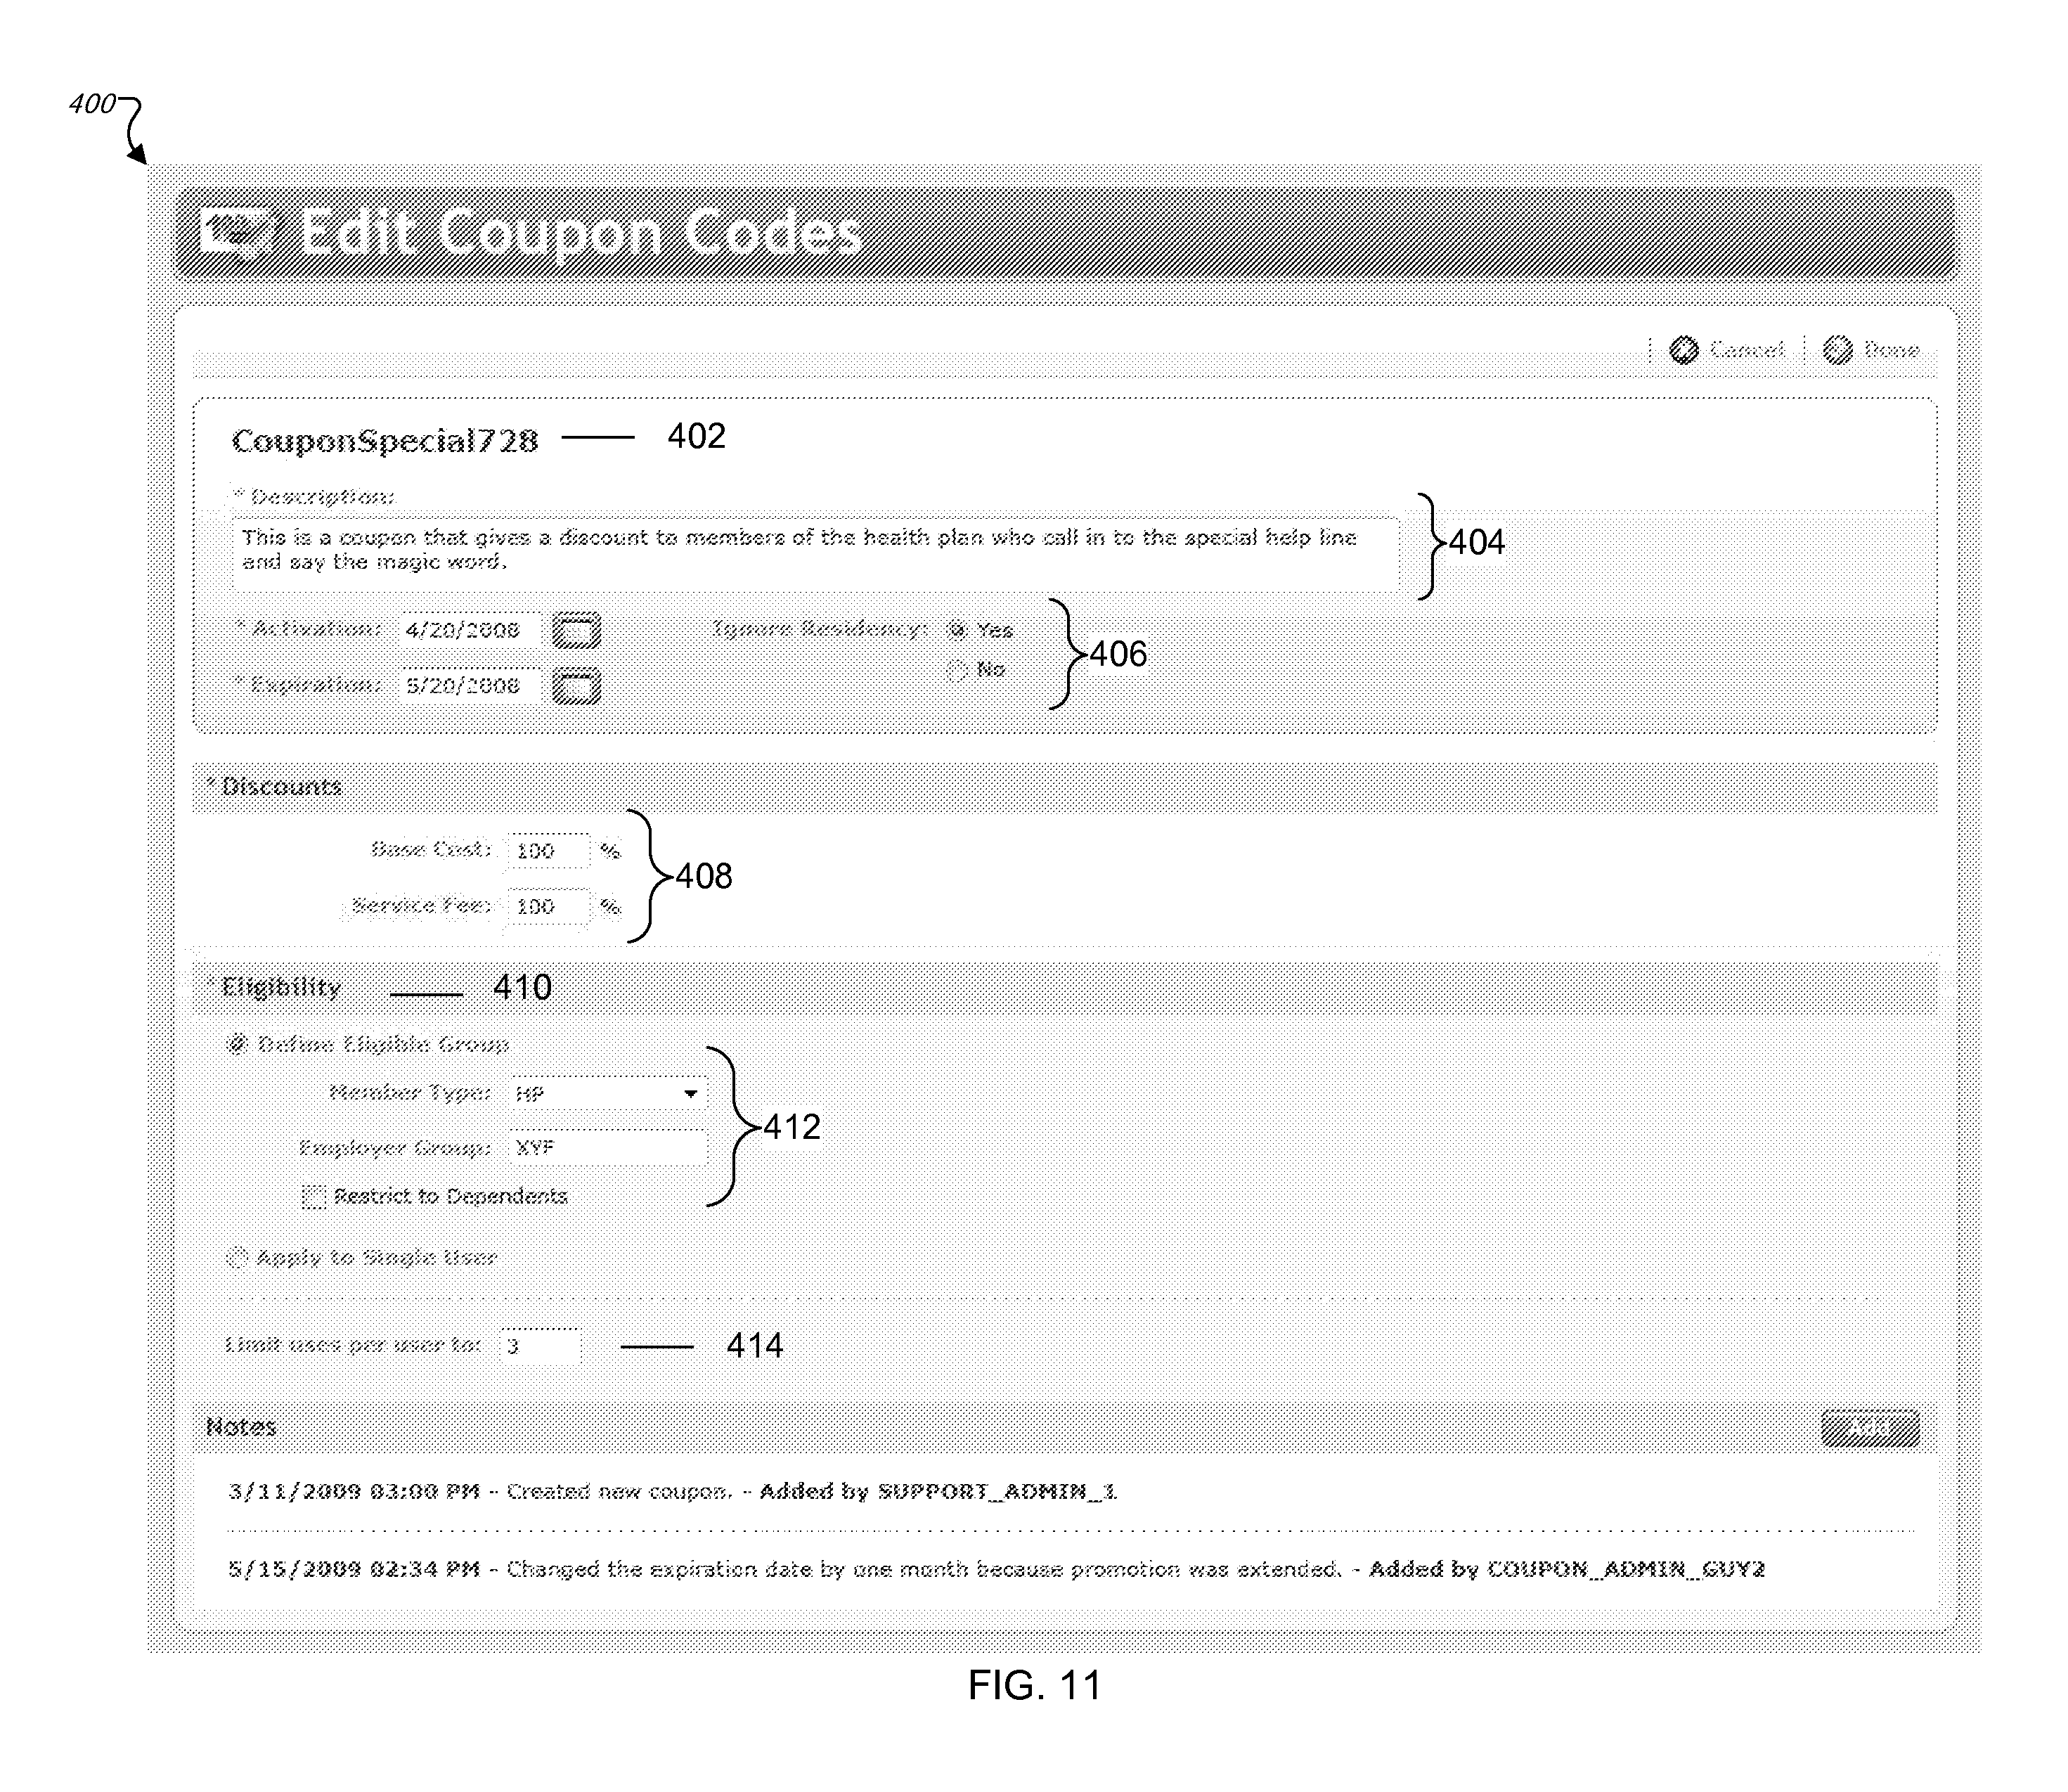 400
Edit Coupon Codes
Cancel Done
CouponSpecial728 402
* Description:
This is a coupon that gives a discount to members of the health plan who call in to the special help line
and say the magic word.
404
* Activation: 4/20/2008 Ignore Residency: Yes
406
No
* Expiration: 5/20/2008
* Discounts
Base Cost: 100 %
408
Service Fee: 100 %
* Eligibility 410
Define Eligible Group
Member Type: HP
412
Employer Group: XYF
Restrict to Dependents
Apply to Single User
Limit uses per user to: 3 414
Notes Add
3/11/2009 03:00 PM - Created new coupon. - Added by SUPPORT_ADMIN_1
5/15/2009 02:34 PM - Changed the expiration date by one month because promotion was extended. - Added by COUPON_ADMIN_GUY2
FIG. 11